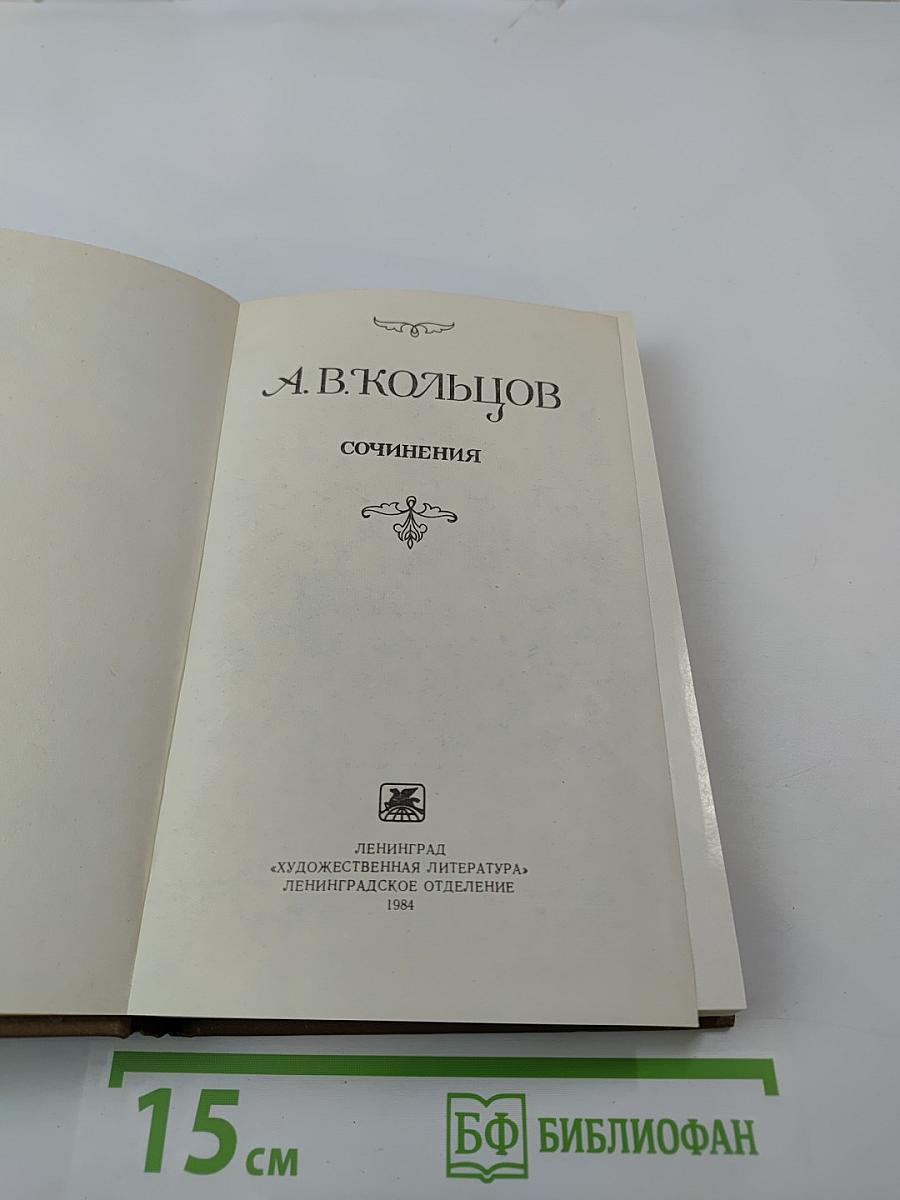 А. В. КОЛЬЦОВ
СОЧИНЕНИЯ
ЛЕНИНГРАД
«ХУДОЖЕСТВЕННАЯ ЛИТЕРАТУРА»
ЛЕНИНГРАДСКОЕ ОТДЕЛЕНИЕ
1984
15 см
БФ БИБЛИОФАН